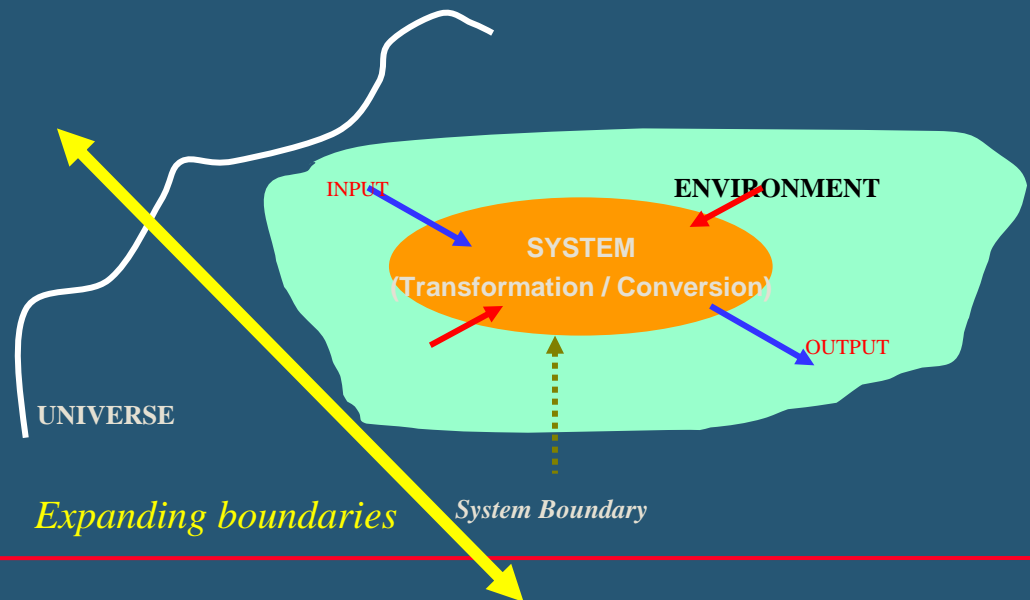 INPUT
ENVIRONMENT
SYSTEM
(Transformation / Conversion)
OUTPUT
UNIVERSE
Expanding boundaries
System Boundary